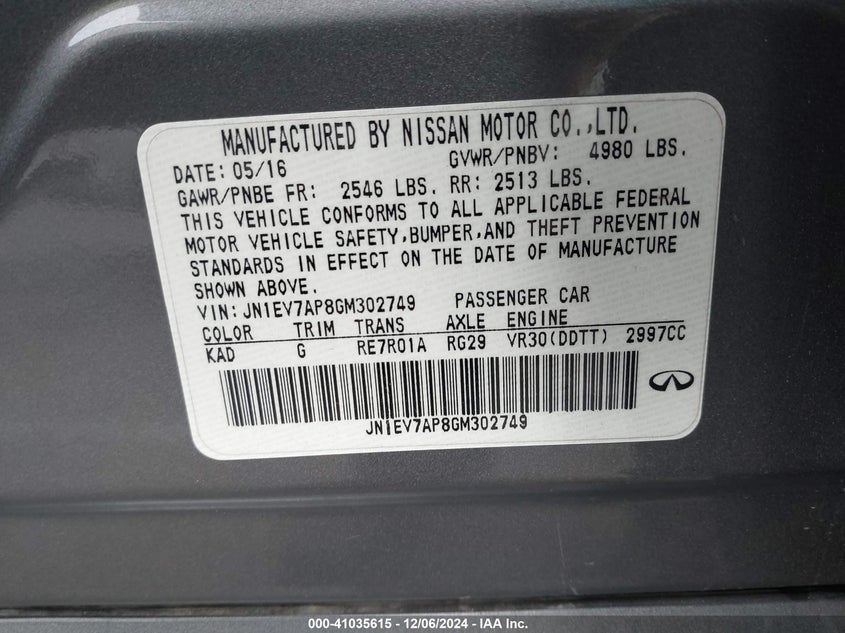 MANUFACTURED BY NISSAN MOTOR CO.,LTD.
DATE: 05/16 GVWR/PNBV: 4980 LBS.
GAWR/PNBE FR: 2546 LBS. RR: 2513 LBS.
THIS VEHICLE CONFORMS TO ALL APPLICABLE FEDERAL
MOTOR VEHICLE SAFETY,BUMPER,AND THEFT PREVENTION
STANDARDS IN EFFECT ON THE DATE OF MANUFACTURE
SHOWN ABOVE.
VIN: JN1EV7AP8GM302749 PASSENGER CAR
COLOR TRIM TRANS AXLE ENGINE
KAD G RE7R01A RG29 VR30(DDTT) 2997CC
JN1EV7AP8GM302749
000-41035615 - 12/06/2024 - IAA Inc.